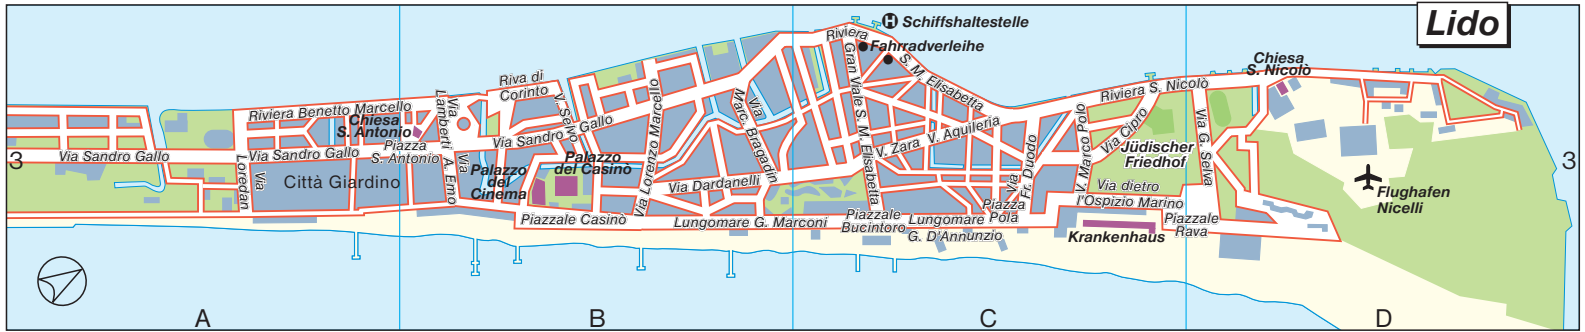 Lido
Schiffshaltestelle
Fahrradverleihe
Riviera
S. M. Elisabetta
Gran Viale S. M. Elisabetta
Chiesa
S. Nicolò
Riviera S. Nicolò
Riva di
Corinto
V. Selvo
Riviera Benetto Marcello
Via
Lamberti
Chiesa
S. Antonio
Piazza
S. Antonio
Via Sandro Gallo
Via Sandro Gallo
Via Sandro Gallo
Via
Loredan
Città Giardino
Via
A. Emo
Palazzo
del
Cinema
Palazzo
del Casinò
Piazzale Casinò
Via Lorenzo Marcello
Via
Marc. Bragadin
Via Dardanelli
Lungomare G. Marconi
V. Zara
V. Aquileria
Piazzale
Bucintoro
Lungomare
G. D'Annunzio
Piazza
Pola
Via
Fr. Duodo
V. Marco Polo
Via Cipro
Jüdischer
Friedhof
Via G. Selva
Via dietro
l'Ospizio Marino
Krankenhaus
Piazzale
Rava
Flughafen
Nicelli
H
3
3
A
B
C
D